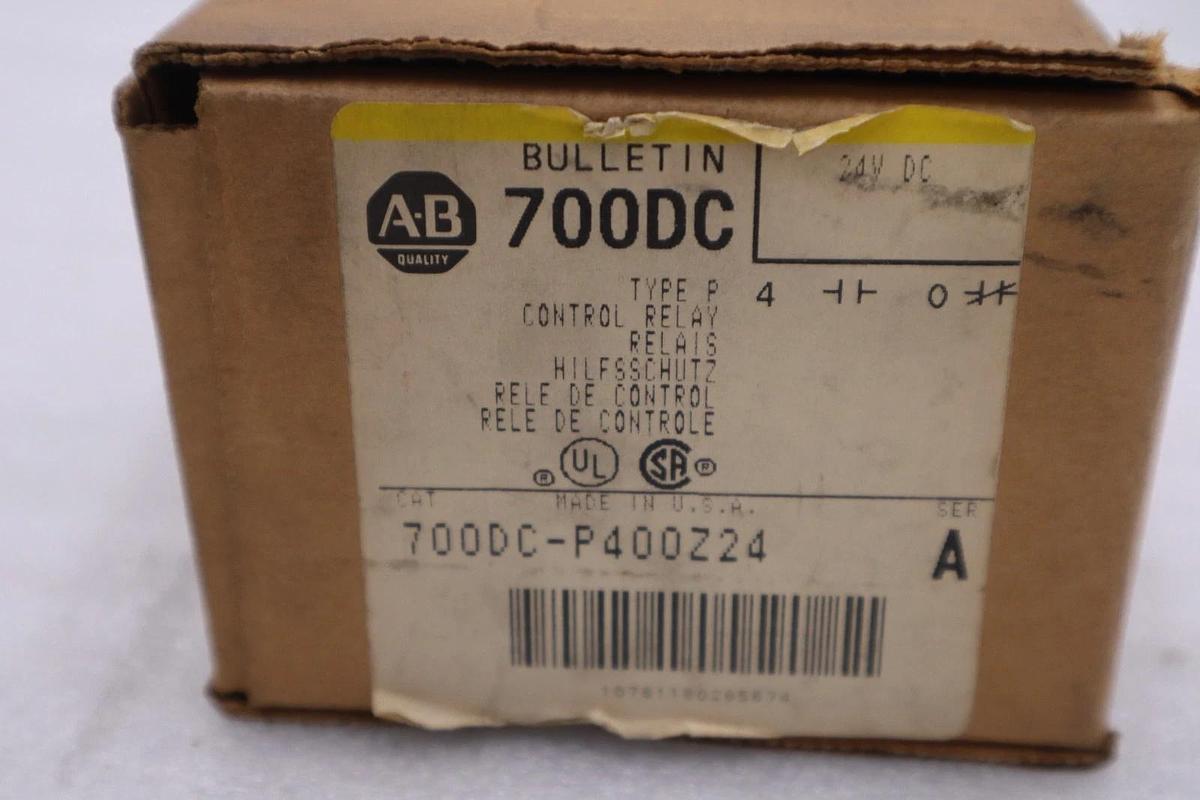 BULLETIN
700DC
A-B
QUALITY
24V DC
TYPE P
4 0
CONTROL RELAY
RELAIS
HILFSSCHUTZ
RELE DE CONTROL
RELE DE CONTROLE
® UL SA ®
CAT MADE IN U.S.A. SER
700DC-P400Z24 A